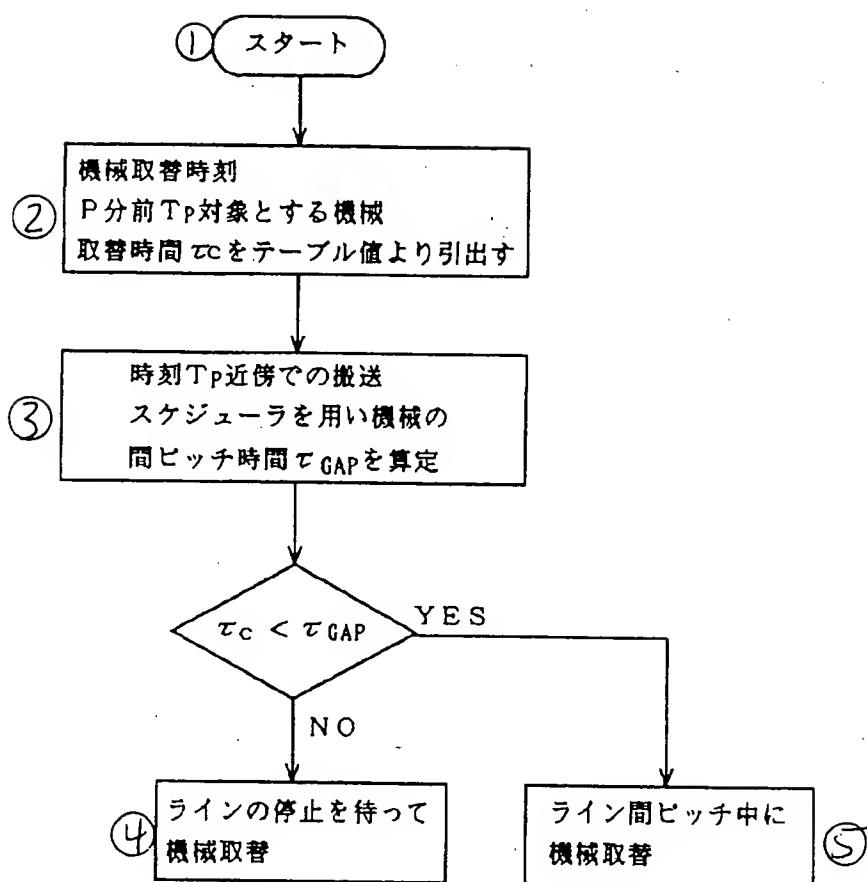 ① スタート
機械取替時刻
② P分前TP対象とする機械
取替時間τCをテーブル値より引出す
時刻TP近傍での搬送
③ スケジューラを用い機械の
間ピッチ時間τGAPを算定
τC < τGAP
YES
NO
ラインの停止を待って
④ 機械取替
ライン間ピッチ中に
機械取替 ⑤